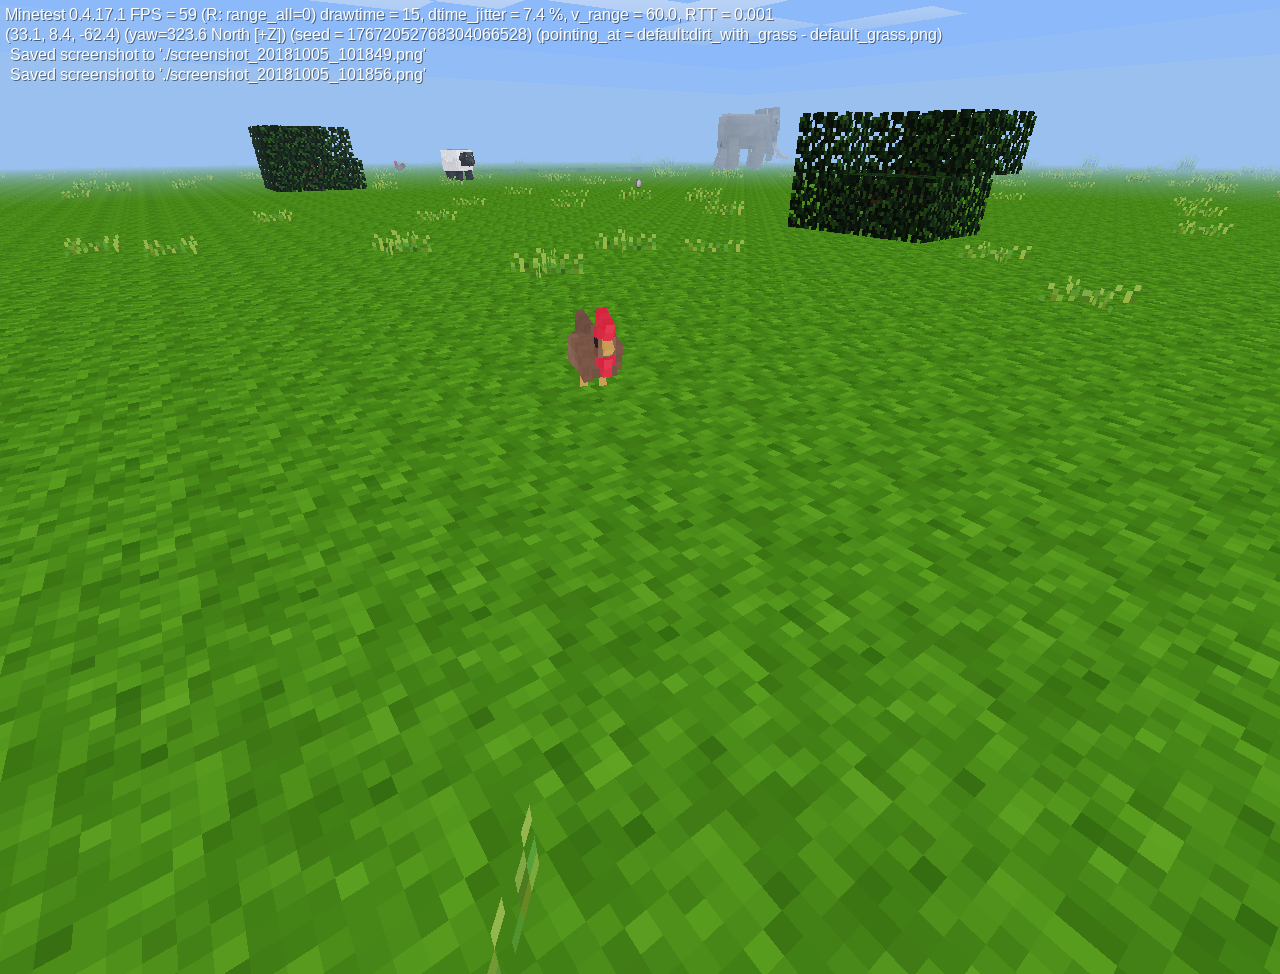 Minetest 0.4.17.1 FPS = 59 (R: range_all=0) drawtime = 15, dtime_jitter = 7.4 %, v_range = 60.0, RTT = 0.001
(33.1, 8.4, -62.4) (yaw=323.6 North [+Z]) (seed = 17672052768304066528) (pointing_at = default:dirt_with_grass - default_grass.png)
Saved screenshot to './screenshot_20181005_101849.png'
Saved screenshot to './screenshot_20181005_101856.png'